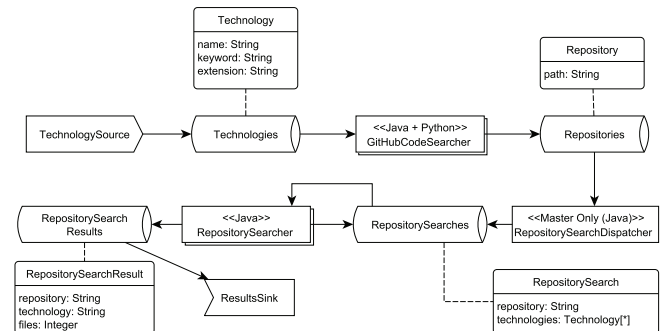 Technology
name: String
keyword: String
extension: String
Repository
path: String
TechnologySource
Technologies
<<Java + Python>>
GitHubCodeSearcher
Repositories
RepositorySearch
Results
<<Java>>
RepositorySearcher
RepositorySearches
<<Master Only (Java)>>
RepositorySearchDispatcher
RepositorySearchResult
repository: String
technology: String
files: Integer
ResultsSink
RepositorySearch
repository: String
technologies: Technology[*]